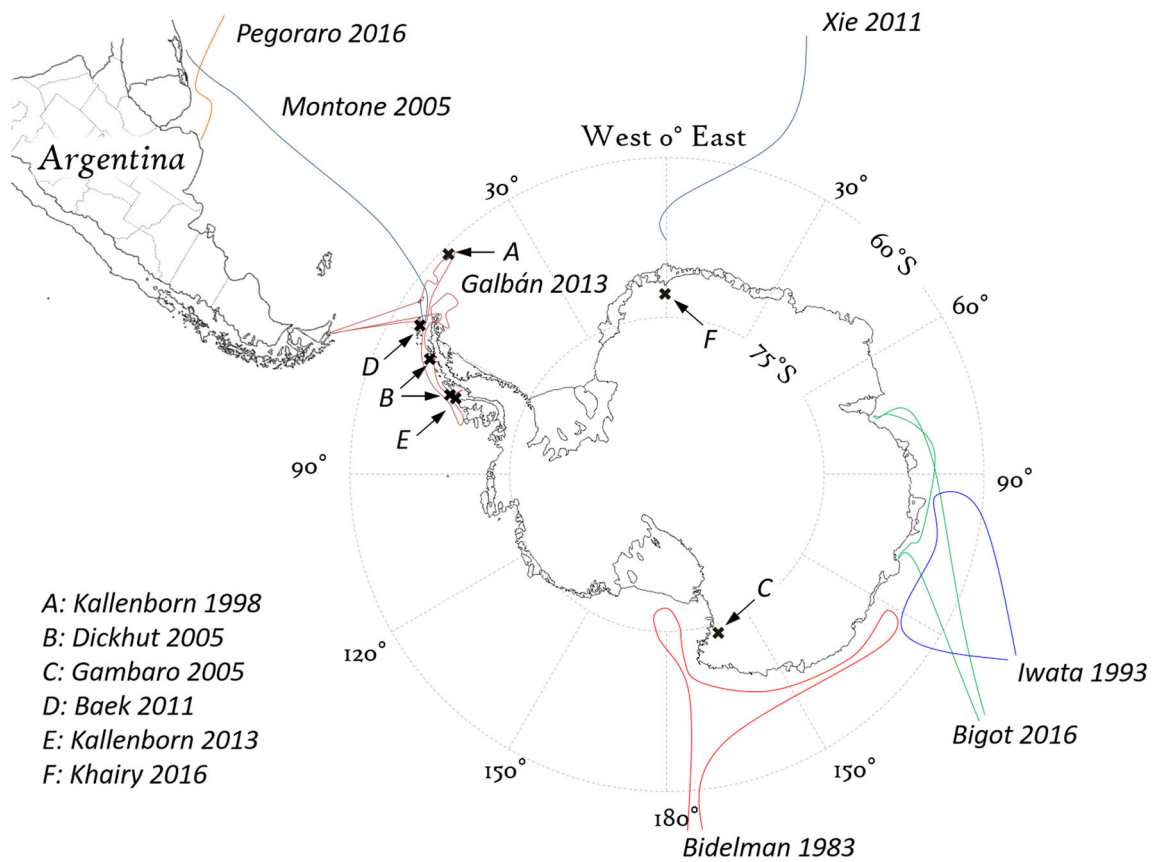 Xie 2011
Pegoraro 2016
Montone 2005
West 0° East
Argentina
30°
30°
60°S
A
Galbán 2013
60°
F
75°S
D
B
E
90°
90°
A: Kallenborn 1998
B: Dickhut 2005
C: Gambaro 2005
D: Baek 2011
E: Kallenborn 2013
F: Khairy 2016
C
120°
Iwata 1993
Bigot 2016
150°
150°
180°
Bidelman 1983